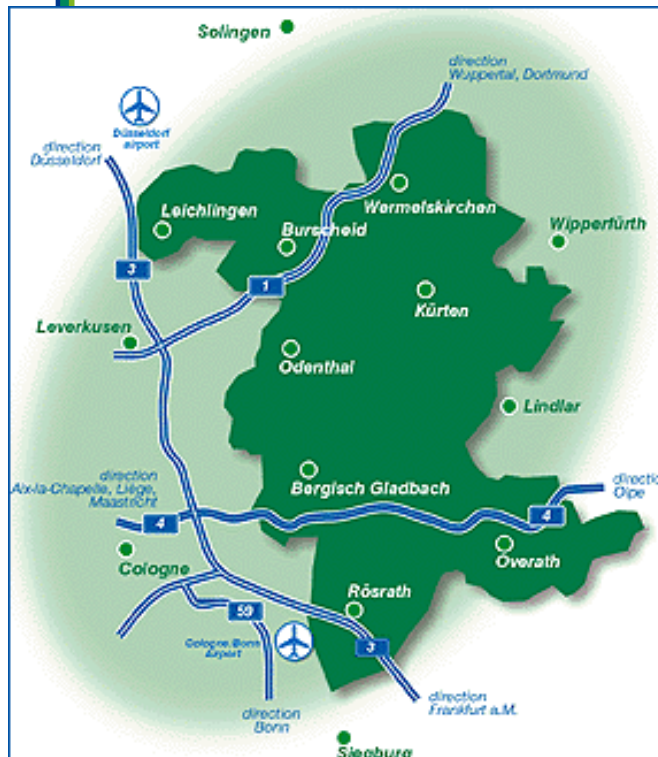 Solingen
direction
Wuppertal, Dortmund
Düsseldorf
airport
direction
Düsseldorf
Leichlingen
Wermelskirchen
Burscheid
Wipperfürth
3
1
Kürten
Leverkusen
Odenthal
Lindlar
direction
Aix-la-Chapelle, Liége,
Maastricht
Bergisch Gladbach
direction
Olpe
4
4
Cologne
Overath
Rösrath
59
Cologne/Bonn
Airport
3
direction
Bonn
direction
Frankfurt a.M.
Siegburg